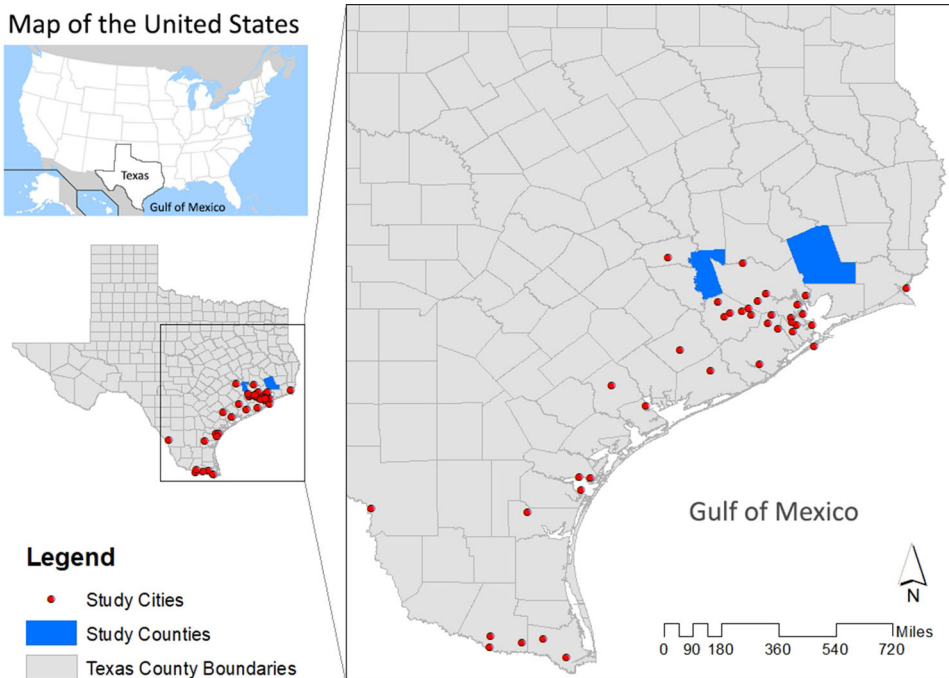 Map of the United States
Texas
Gulf of Mexico
Gulf of Mexico
Legend
Study Cities
Study Counties
Texas County Boundaries
N
Miles
0 90 180 360 540 720